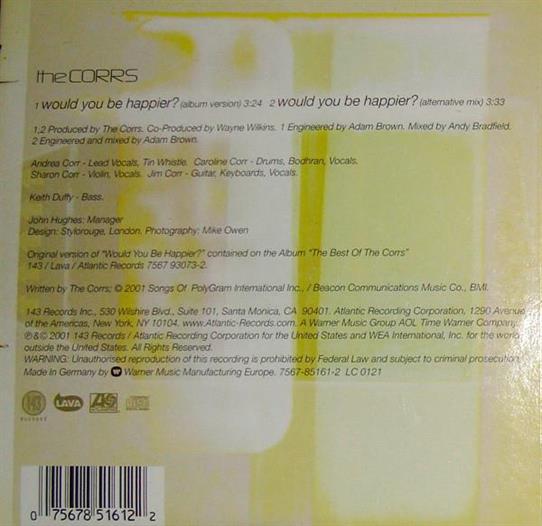 the CORRS
1 would you be happier? (album version) 3:24 2 would you be happier? (alternative mix) 3:33
1,2 Produced by The Corrs. Co-Produced by Wayne Wilkins. 1 Engineered by Adam Brown. Mixed by Andy Bradfield.
2 Engineered and mixed by Adam Brown.
Andrea Corr - Lead Vocals, Tin Whistle. Caroline Corr - Drums, Bodhran, Vocals.
Sharon Corr - Violin, Vocals. Jim Corr - Guitar, Keyboards, Vocals.
Keith Duffy - Bass.
John Hughes: Manager
Design: Stylorouge, London. Photography: Mike Owen
Original version of "Would You Be Happier?" contained on the Album "The Best Of The Corrs"
143 / Lava / Atlantic Records 7567 93073-2.
Written by The Corrs; © 2001 Songs Of PolyGram International Inc., / Beacon Communications Music Co., BMI.
143 Records Inc., 530 Wilshire Blvd., Suite 101, Santa Monica, CA 90401. Atlantic Recording Corporation, 1290 Avenue
of the Americas, New York, NY 10104. www.Atlantic-Records.com. A Warner Music Group AOL Time Warner Company.
℗&© 2001 143 Records / Atlantic Recording Corporation for the United States and WEA International, Inc. for the world
outside the United States. All Rights Reserved.
WARNING: Unauthorised reproduction of this recording is prohibited by Federal Law and subject to criminal prosecution.
Made in Germany by Warner Music Manufacturing Europe. 7567-85161-2 LC 0121
143 RECORDS LAVA
0 75678 51612 2